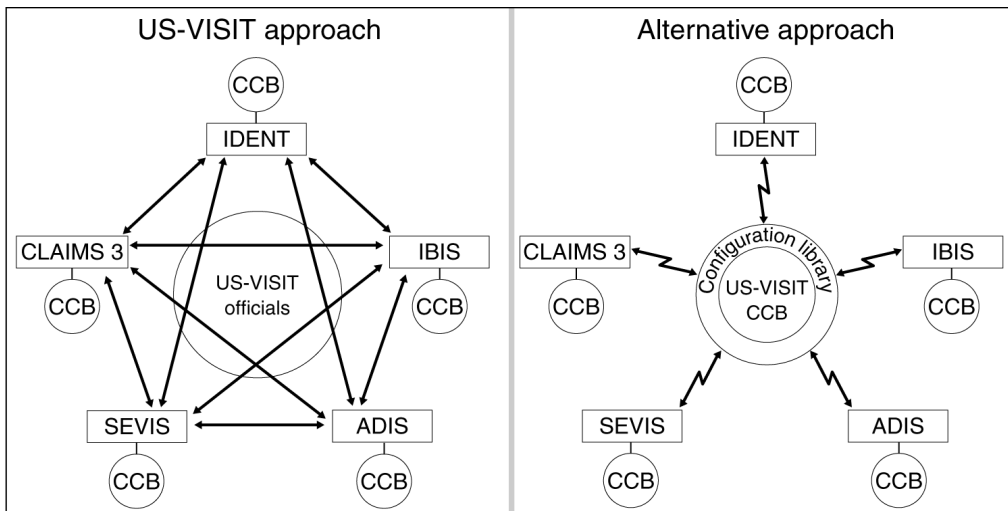 US-VISIT approach
CCB
IDENT
CLAIMS 3
IBIS
CCB
US-VISIT
officials
CCB
SEVIS
ADIS
CCB
CCB
Alternative approach
CCB
IDENT
CLAIMS 3
Configuration library
IBIS
CCB
US-VISIT
CCB
CCB
SEVIS
ADIS
CCB
CCB